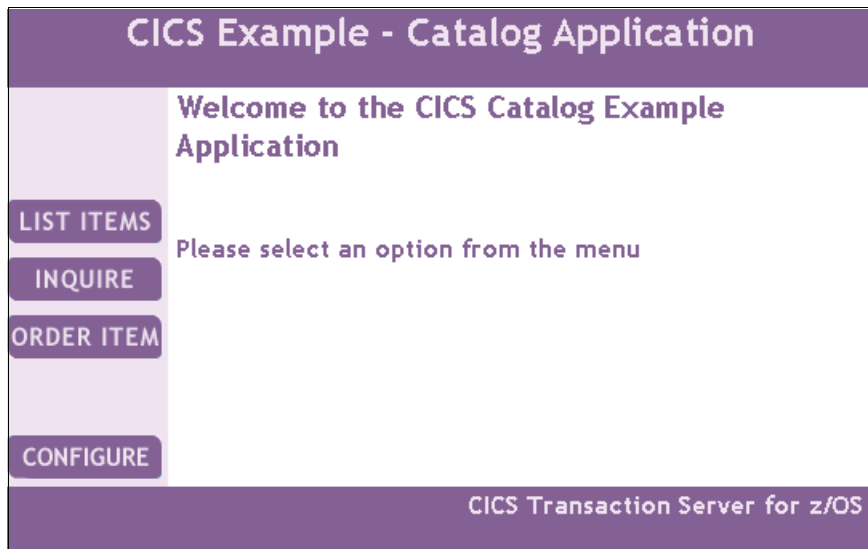 CICS Example - Catalog Application
Welcome to the CICS Catalog Example
Application
LIST ITEMS
Please select an option from the menu
INQUIRE
ORDER ITEM
CONFIGURE
CICS Transaction Server for z/OS